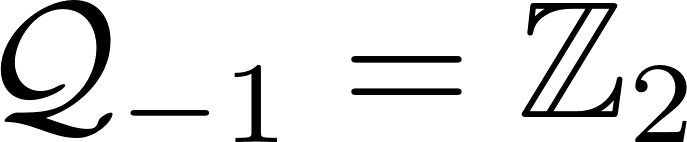 𝒬₋₁ = ℤ₂